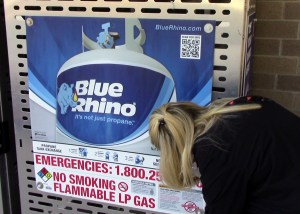 BlueRhino.com
Blue
Rhino
it's not just propane.
EMERGENCIES: 1.800.25
NO SMOKING
FLAMMABLE LP GAS